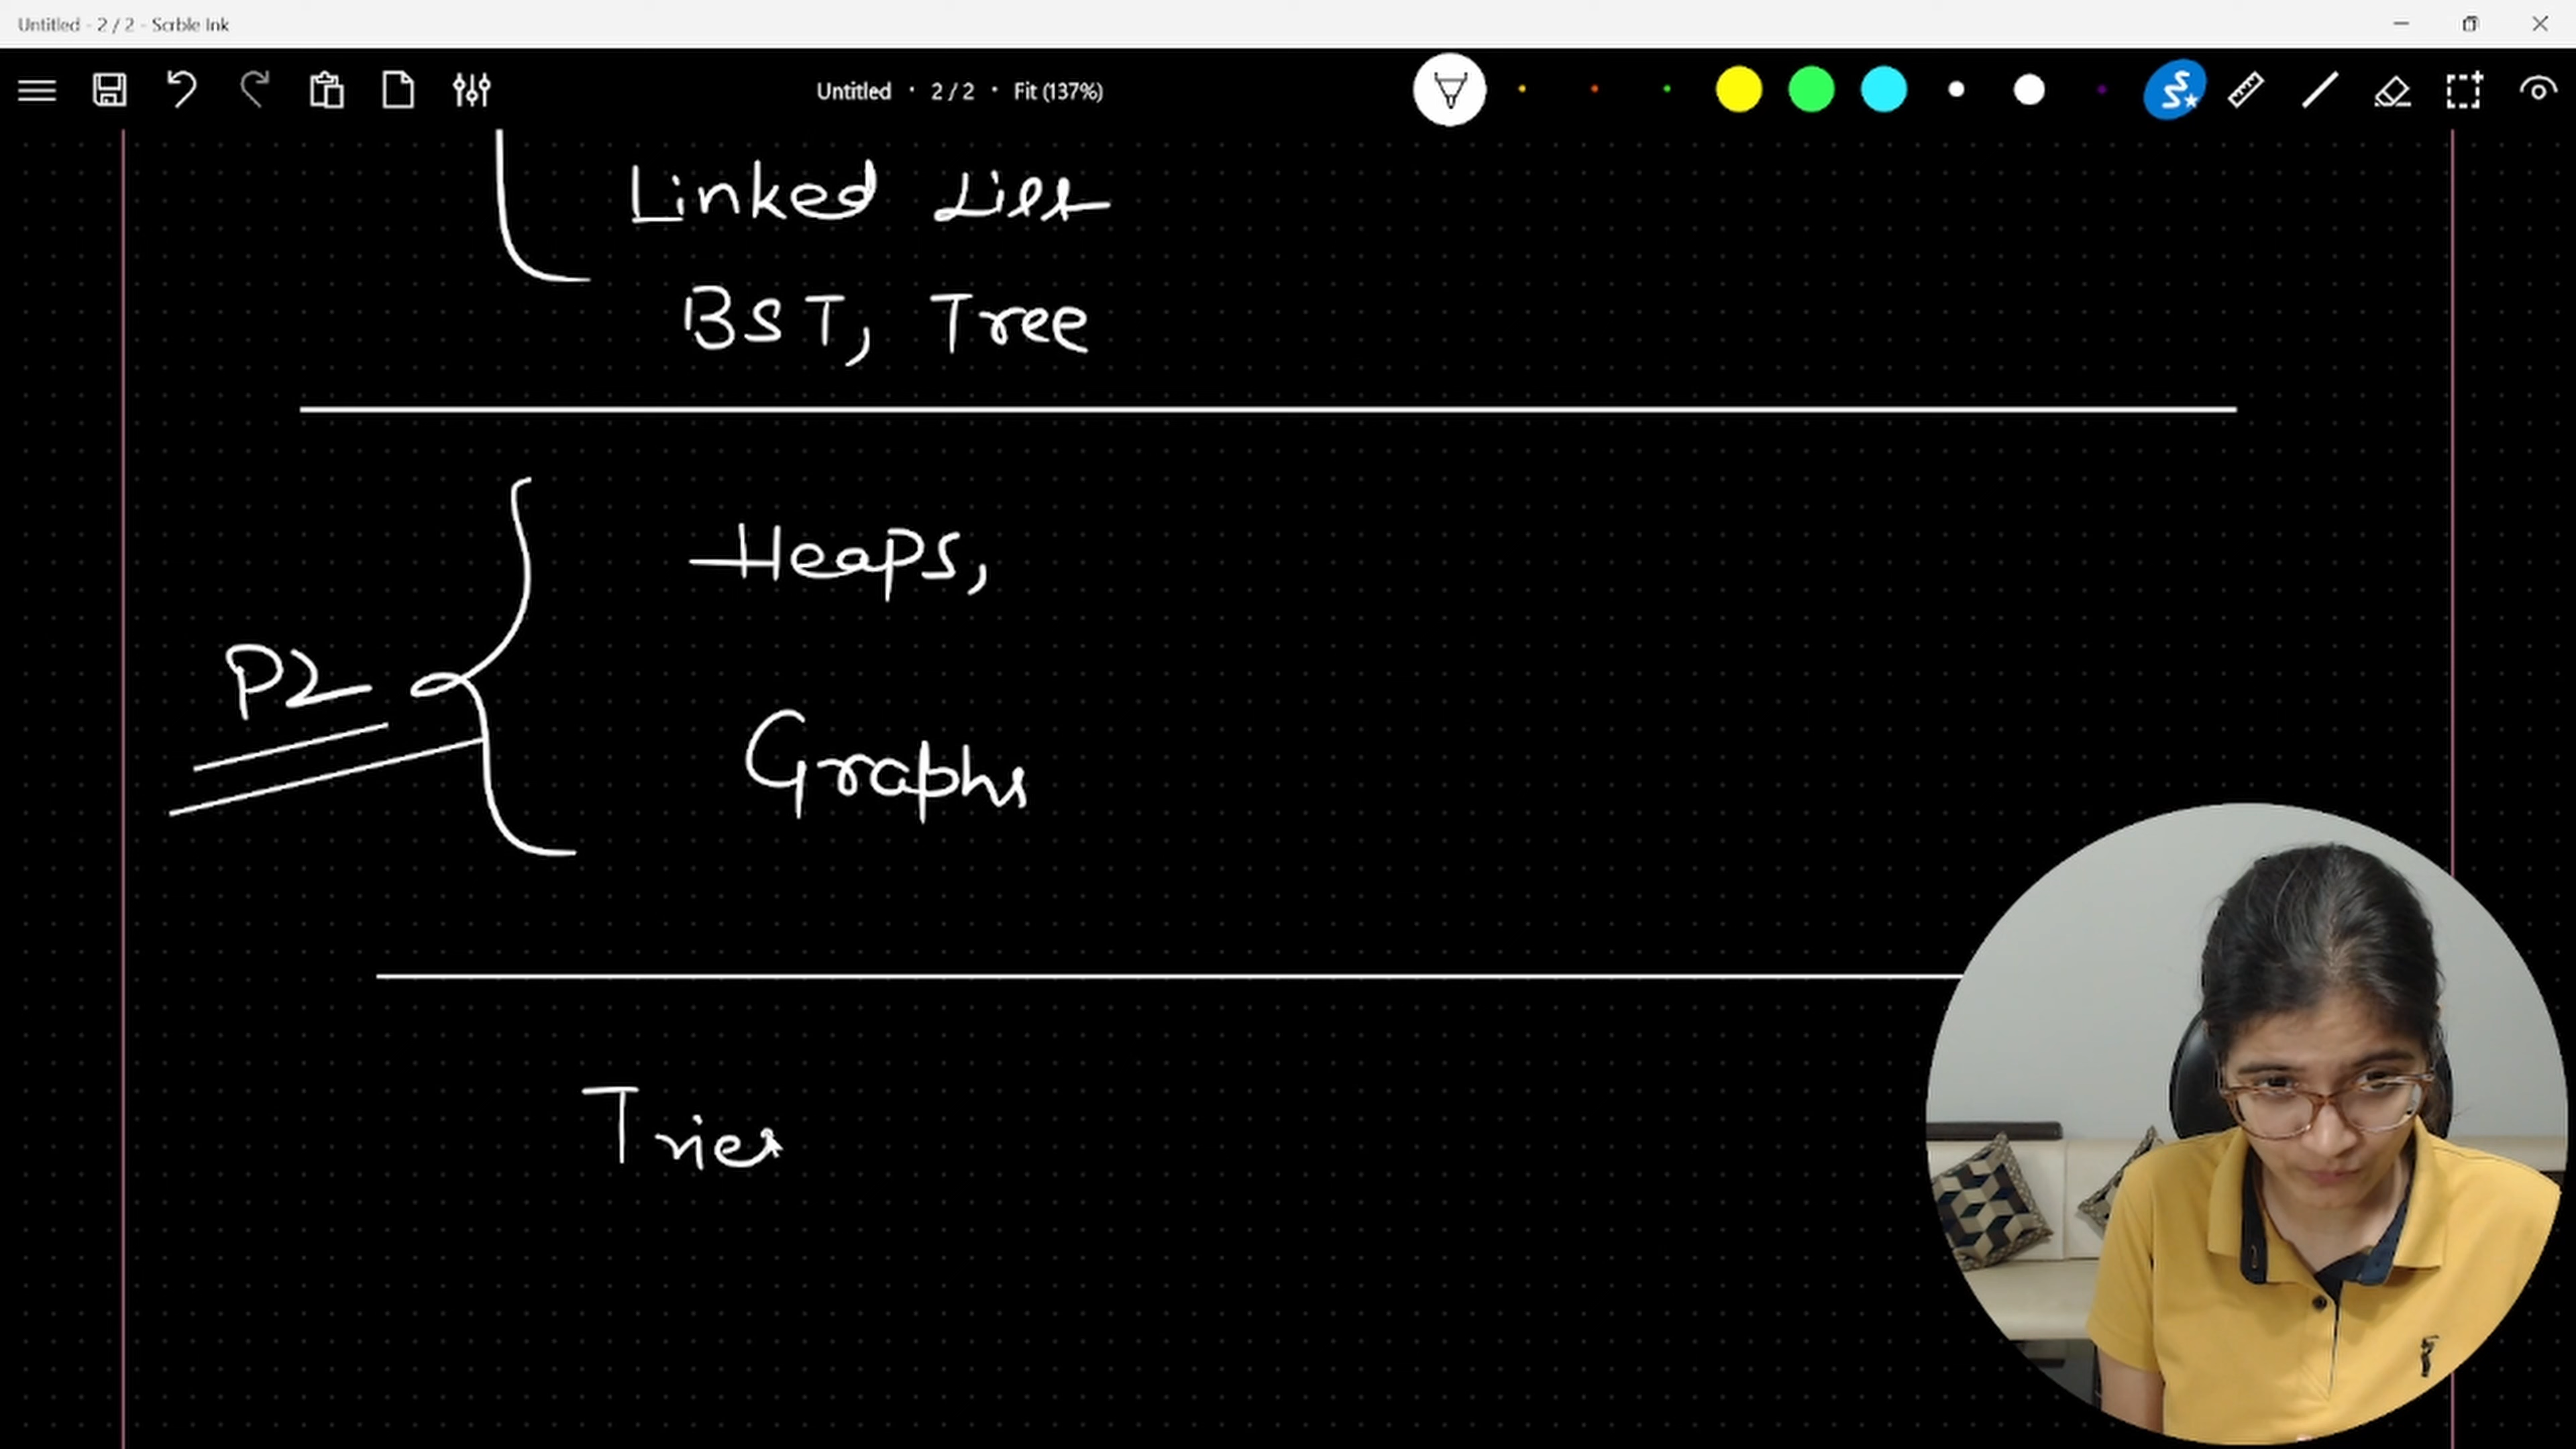 Untitled - 2 / 2 - Scrble Ink
Untitled · 2 / 2 · Fit (137%)
Linked List
BST, Tree
Heaps,
P2
Graphs
Tries